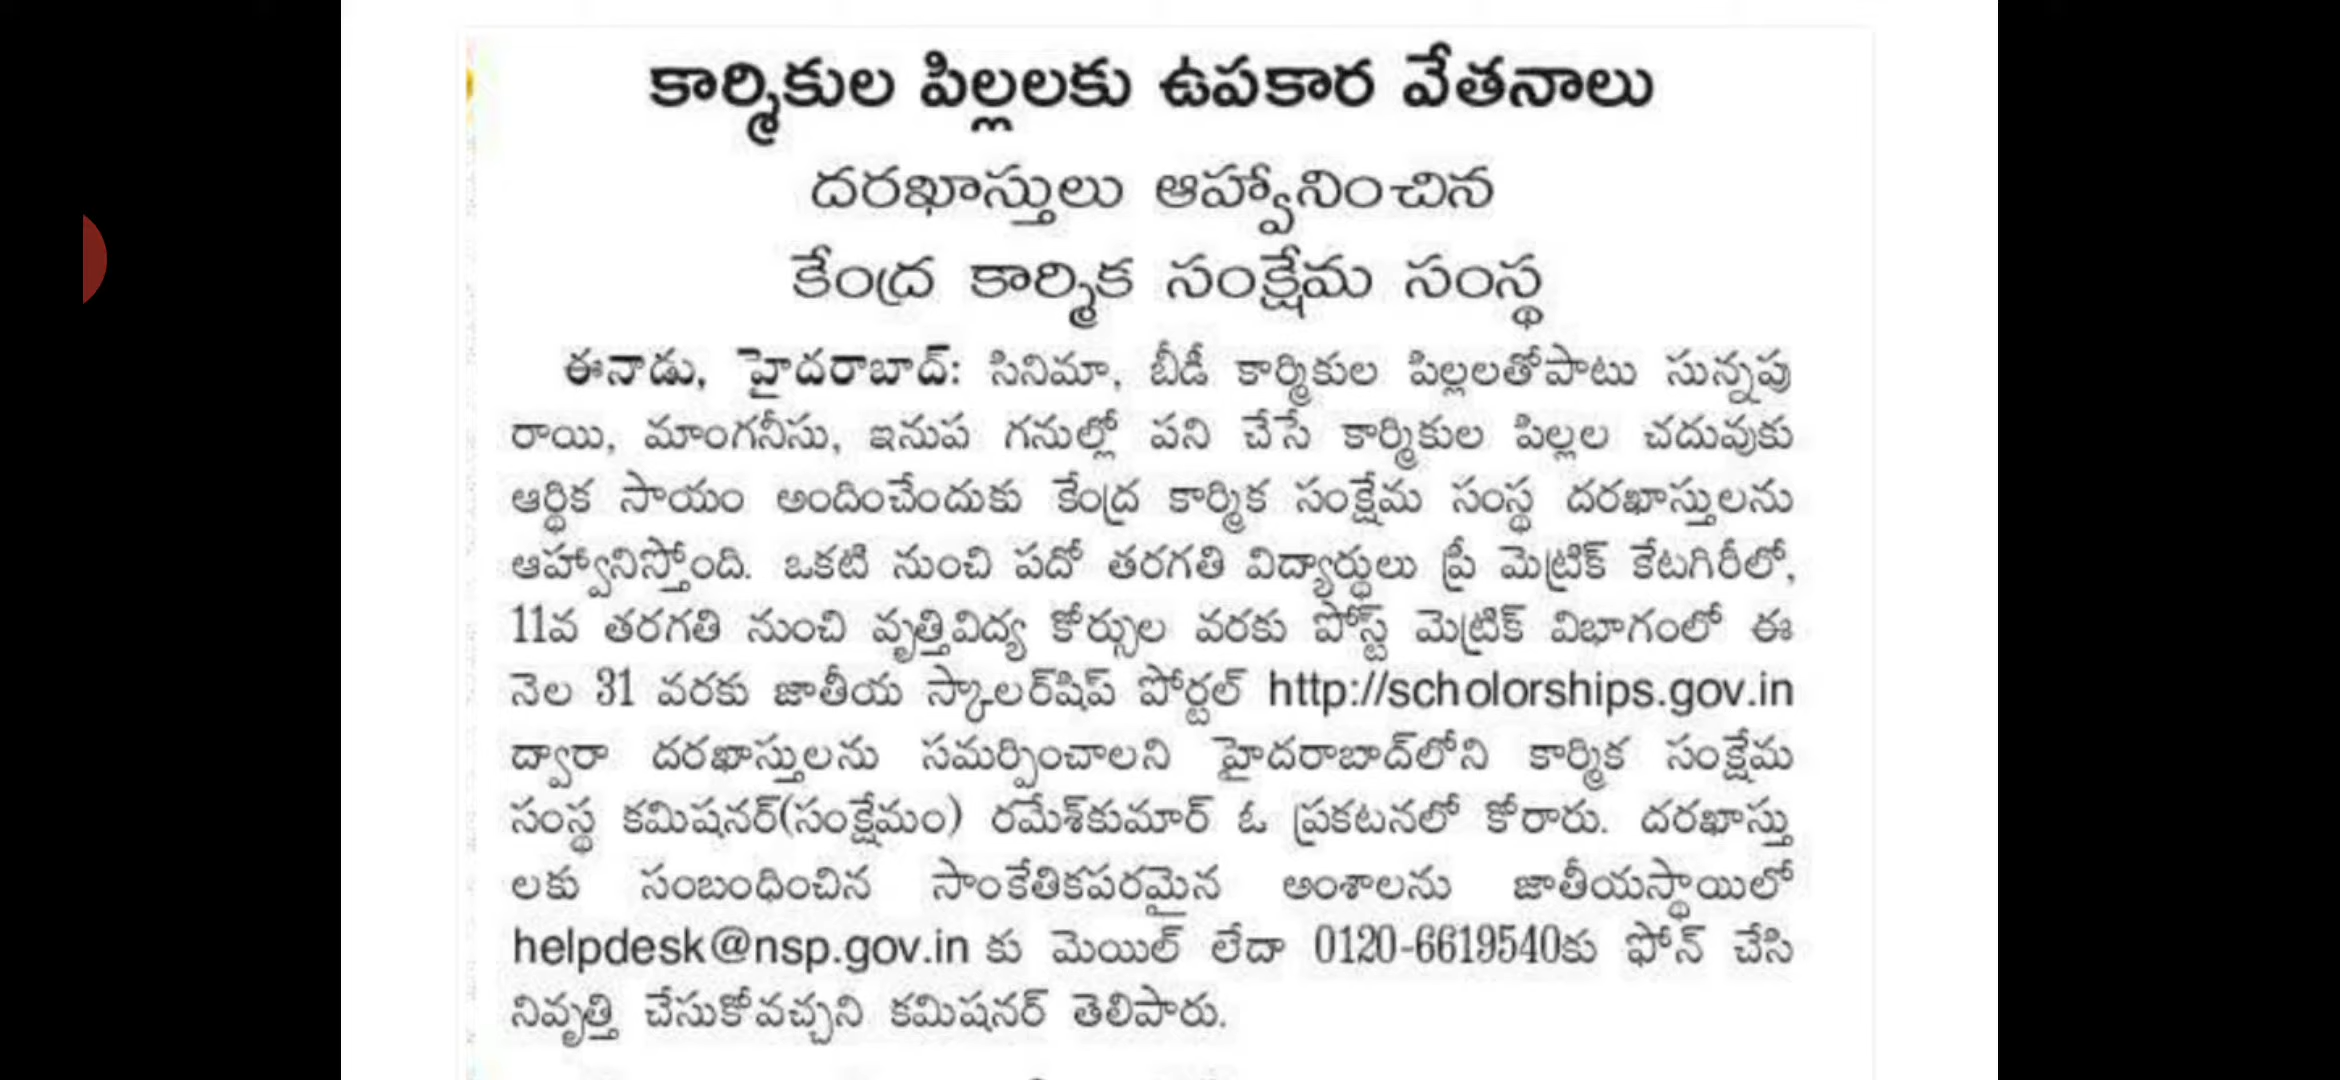 కార్మికుల పిల్లలకు ఉపకార వేతనాలు
దరఖాస్తులు ఆహ్వానించిన
కేంద్ర కార్మిక సంక్షేమ సంస్థ
ఈనాడు, హైదరాబాద్: సినిమా, బీడీ కార్మికుల పిల్లలతోపాటు సున్నపు
రాయి, మాంగనీసు, ఇనుప గనుల్లో పని చేసే కార్మికుల పిల్లల చదువుకు
ఆర్థిక సాయం అందించేందుకు కేంద్ర కార్మిక సంక్షేమ సంస్థ దరఖాస్తులను
ఆహ్వానిస్తోంది. ఒకటి నుంచి పదో తరగతి విద్యార్థులు ప్రీ మెట్రిక్ కేటగిరీలో,
11వ తరగతి నుంచి వృత్తివిద్య కోర్సుల వరకు పోస్ట్ మెట్రిక్ విభాగంలో ఈ
నెల 31 వరకు జాతీయ స్కాలర్‌షిప్ పోర్టల్ http://scholorships.gov.in
ద్వారా దరఖాస్తులను సమర్పించాలని హైదరాబాద్‌లోని కార్మిక సంక్షేమ
సంస్థ కమిషనర్(సంక్షేమం) రమేశ్‌కుమార్ ఓ ప్రకటనలో కోరారు. దరఖాస్తు
లకు సంబంధించిన సాంకేతికపరమైన అంశాలను జాతీయస్థాయిలో
helpdesk@nsp.gov.in కు మెయిల్ లేదా 0120-6619540కు ఫోన్ చేసి
నివృత్తి చేసుకోవచ్చని కమిషనర్ తెలిపారు.